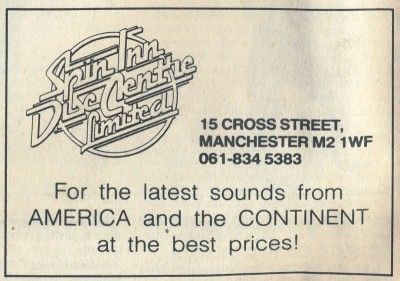 Spin Inn
Disc Centre
Limited
15 CROSS STREET,
MANCHESTER M2 1WF
061-834 5383
For the latest sounds from
AMERICA and the CONTINENT
at the best prices!